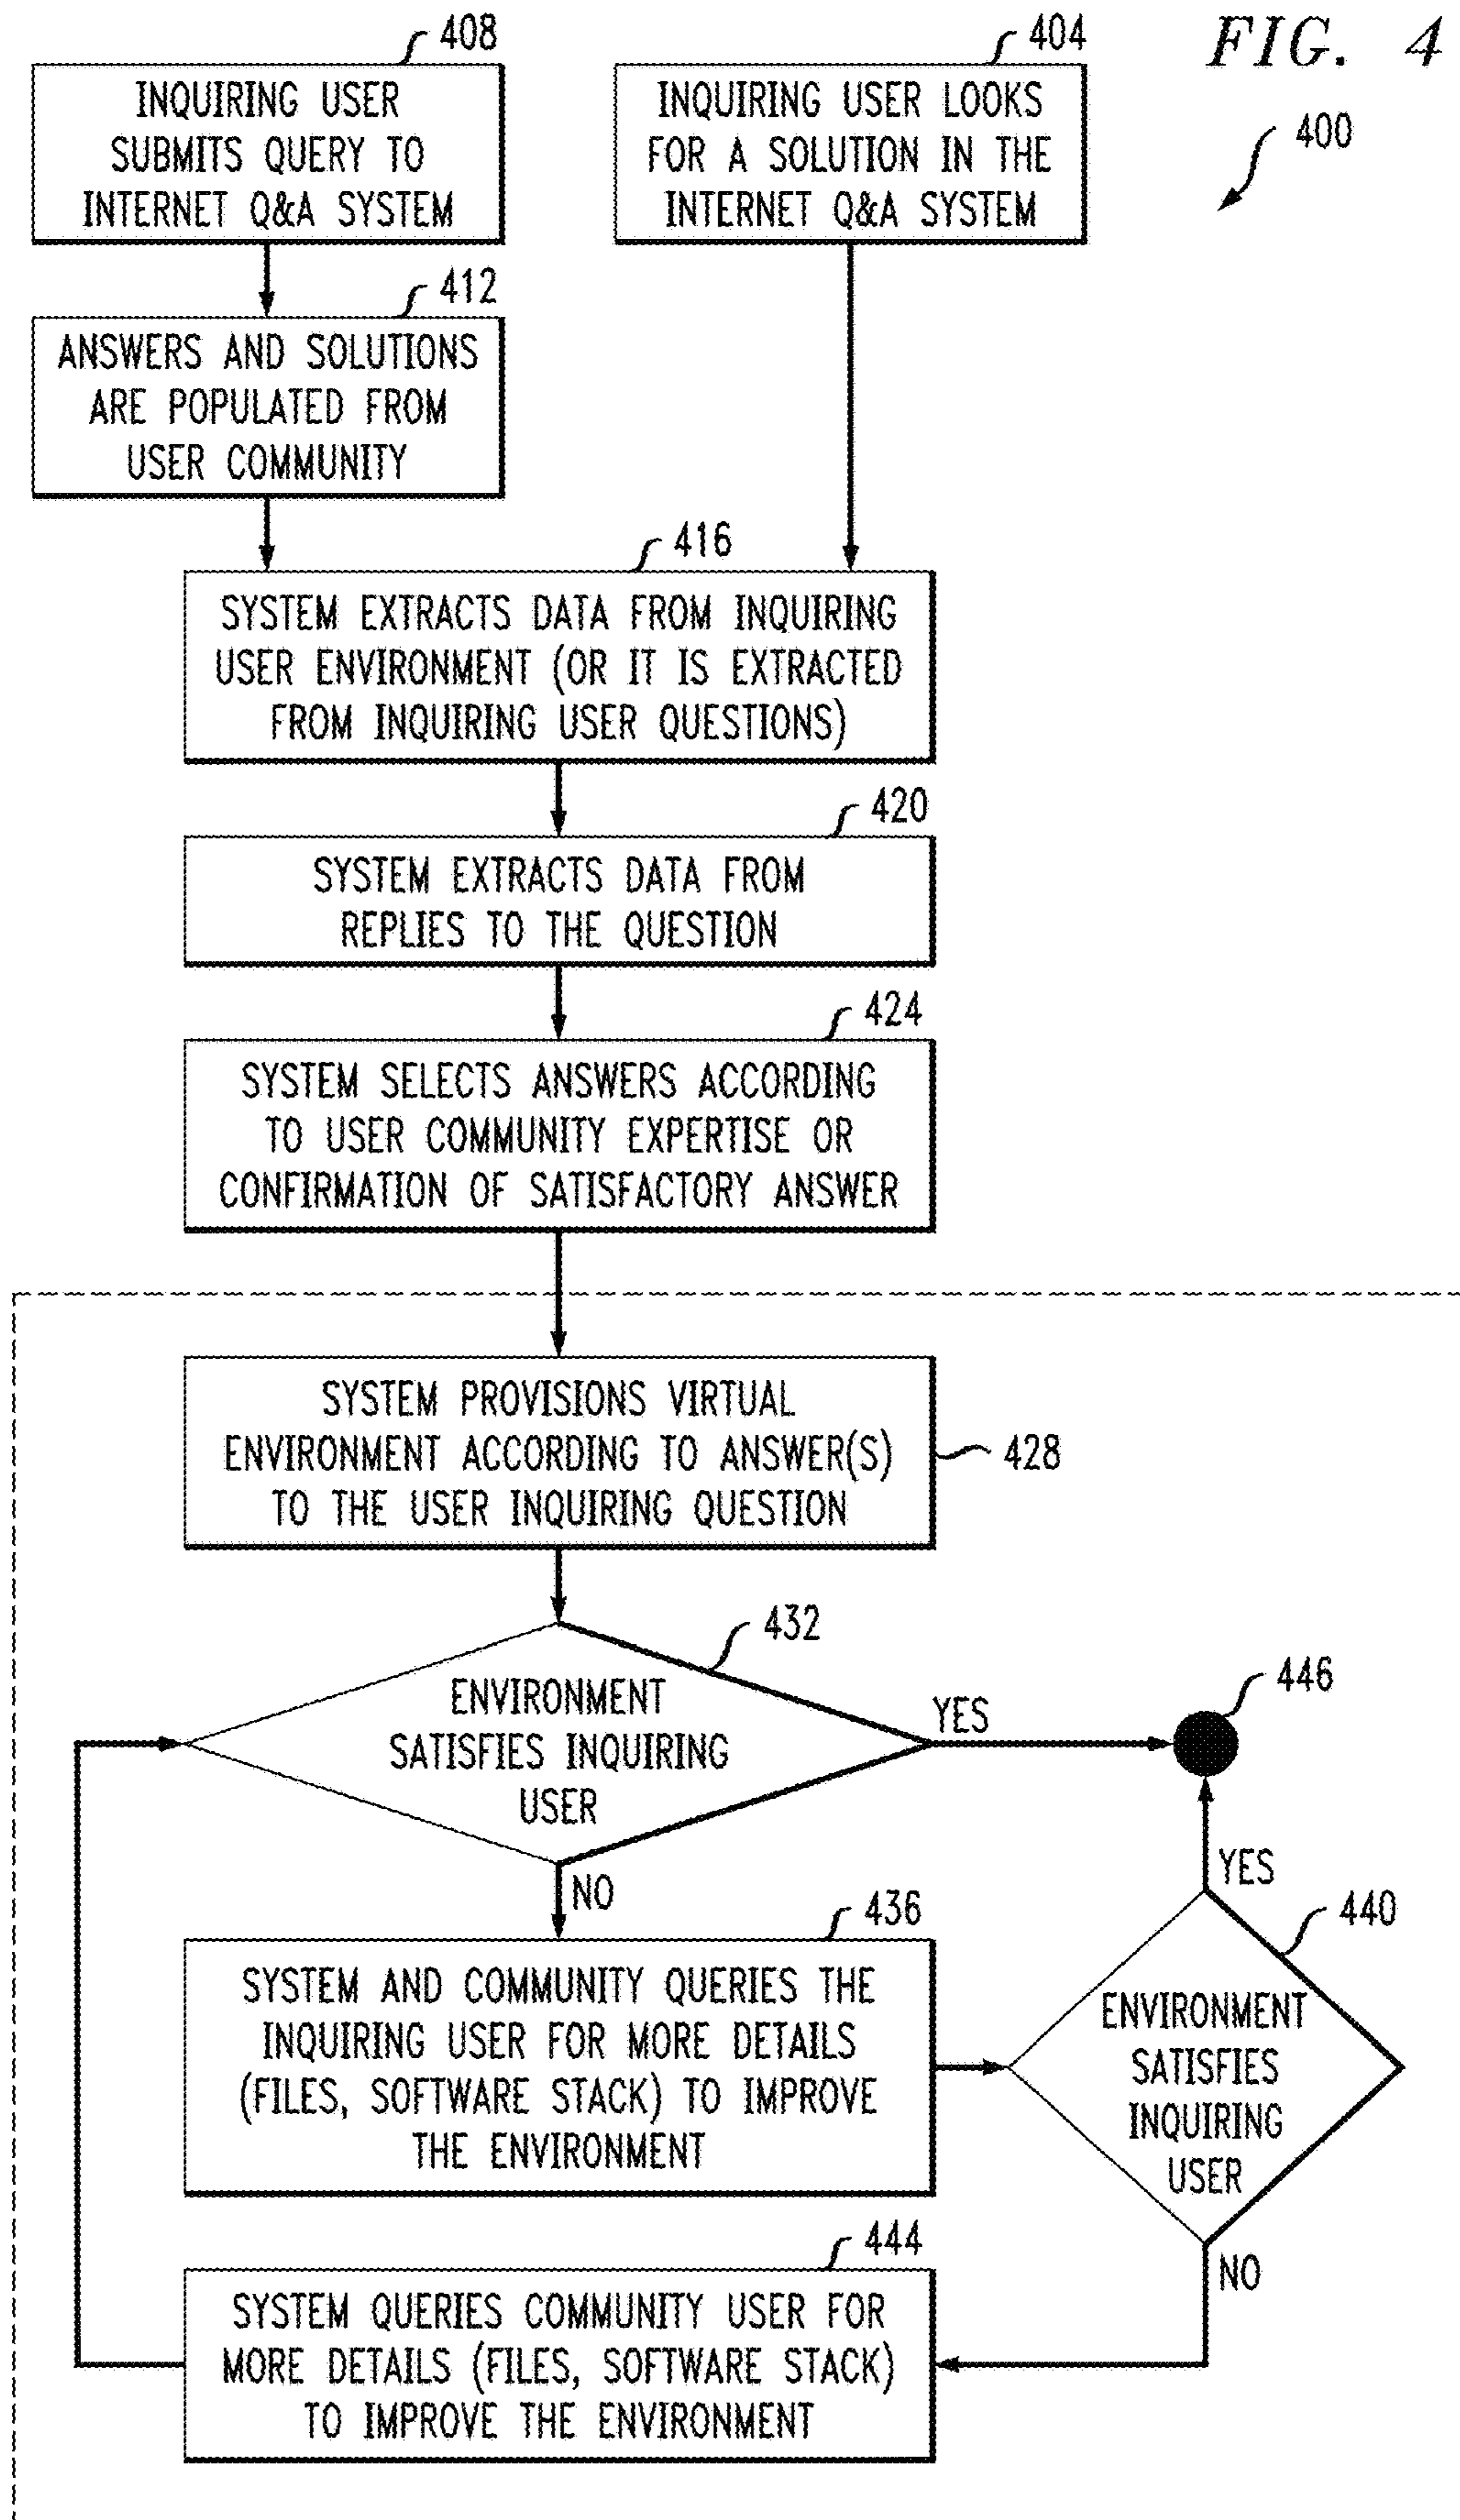 FIG. 4
400
408
INQUIRING USER
SUBMITS QUERY TO
INTERNET Q&A SYSTEM
404
INQUIRING USER LOOKS
FOR A SOLUTION IN THE
INTERNET Q&A SYSTEM
412
ANSWERS AND SOLUTIONS
ARE POPULATED FROM
USER COMMUNITY
416
SYSTEM EXTRACTS DATA FROM INQUIRING
USER ENVIRONMENT (OR IT IS EXTRACTED
FROM INQUIRING USER QUESTIONS)
420
SYSTEM EXTRACTS DATA FROM
REPLIES TO THE QUESTION
424
SYSTEM SELECTS ANSWERS ACCORDING
TO USER COMMUNITY EXPERTISE OR
CONFIRMATION OF SATISFACTORY ANSWER
SYSTEM PROVISIONS VIRTUAL
ENVIRONMENT ACCORDING TO ANSWER(S)
TO THE USER INQUIRING QUESTION
428
432
ENVIRONMENT
SATISFIES INQUIRING
USER
YES
446
NO
YES
436
SYSTEM AND COMMUNITY QUERIES THE
INQUIRING USER FOR MORE DETAILS
(FILES, SOFTWARE STACK) TO IMPROVE
THE ENVIRONMENT
440
ENVIRONMENT
SATISFIES
INQUIRING
USER
NO
444
SYSTEM QUERIES COMMUNITY USER FOR
MORE DETAILS (FILES, SOFTWARE STACK)
TO IMPROVE THE ENVIRONMENT